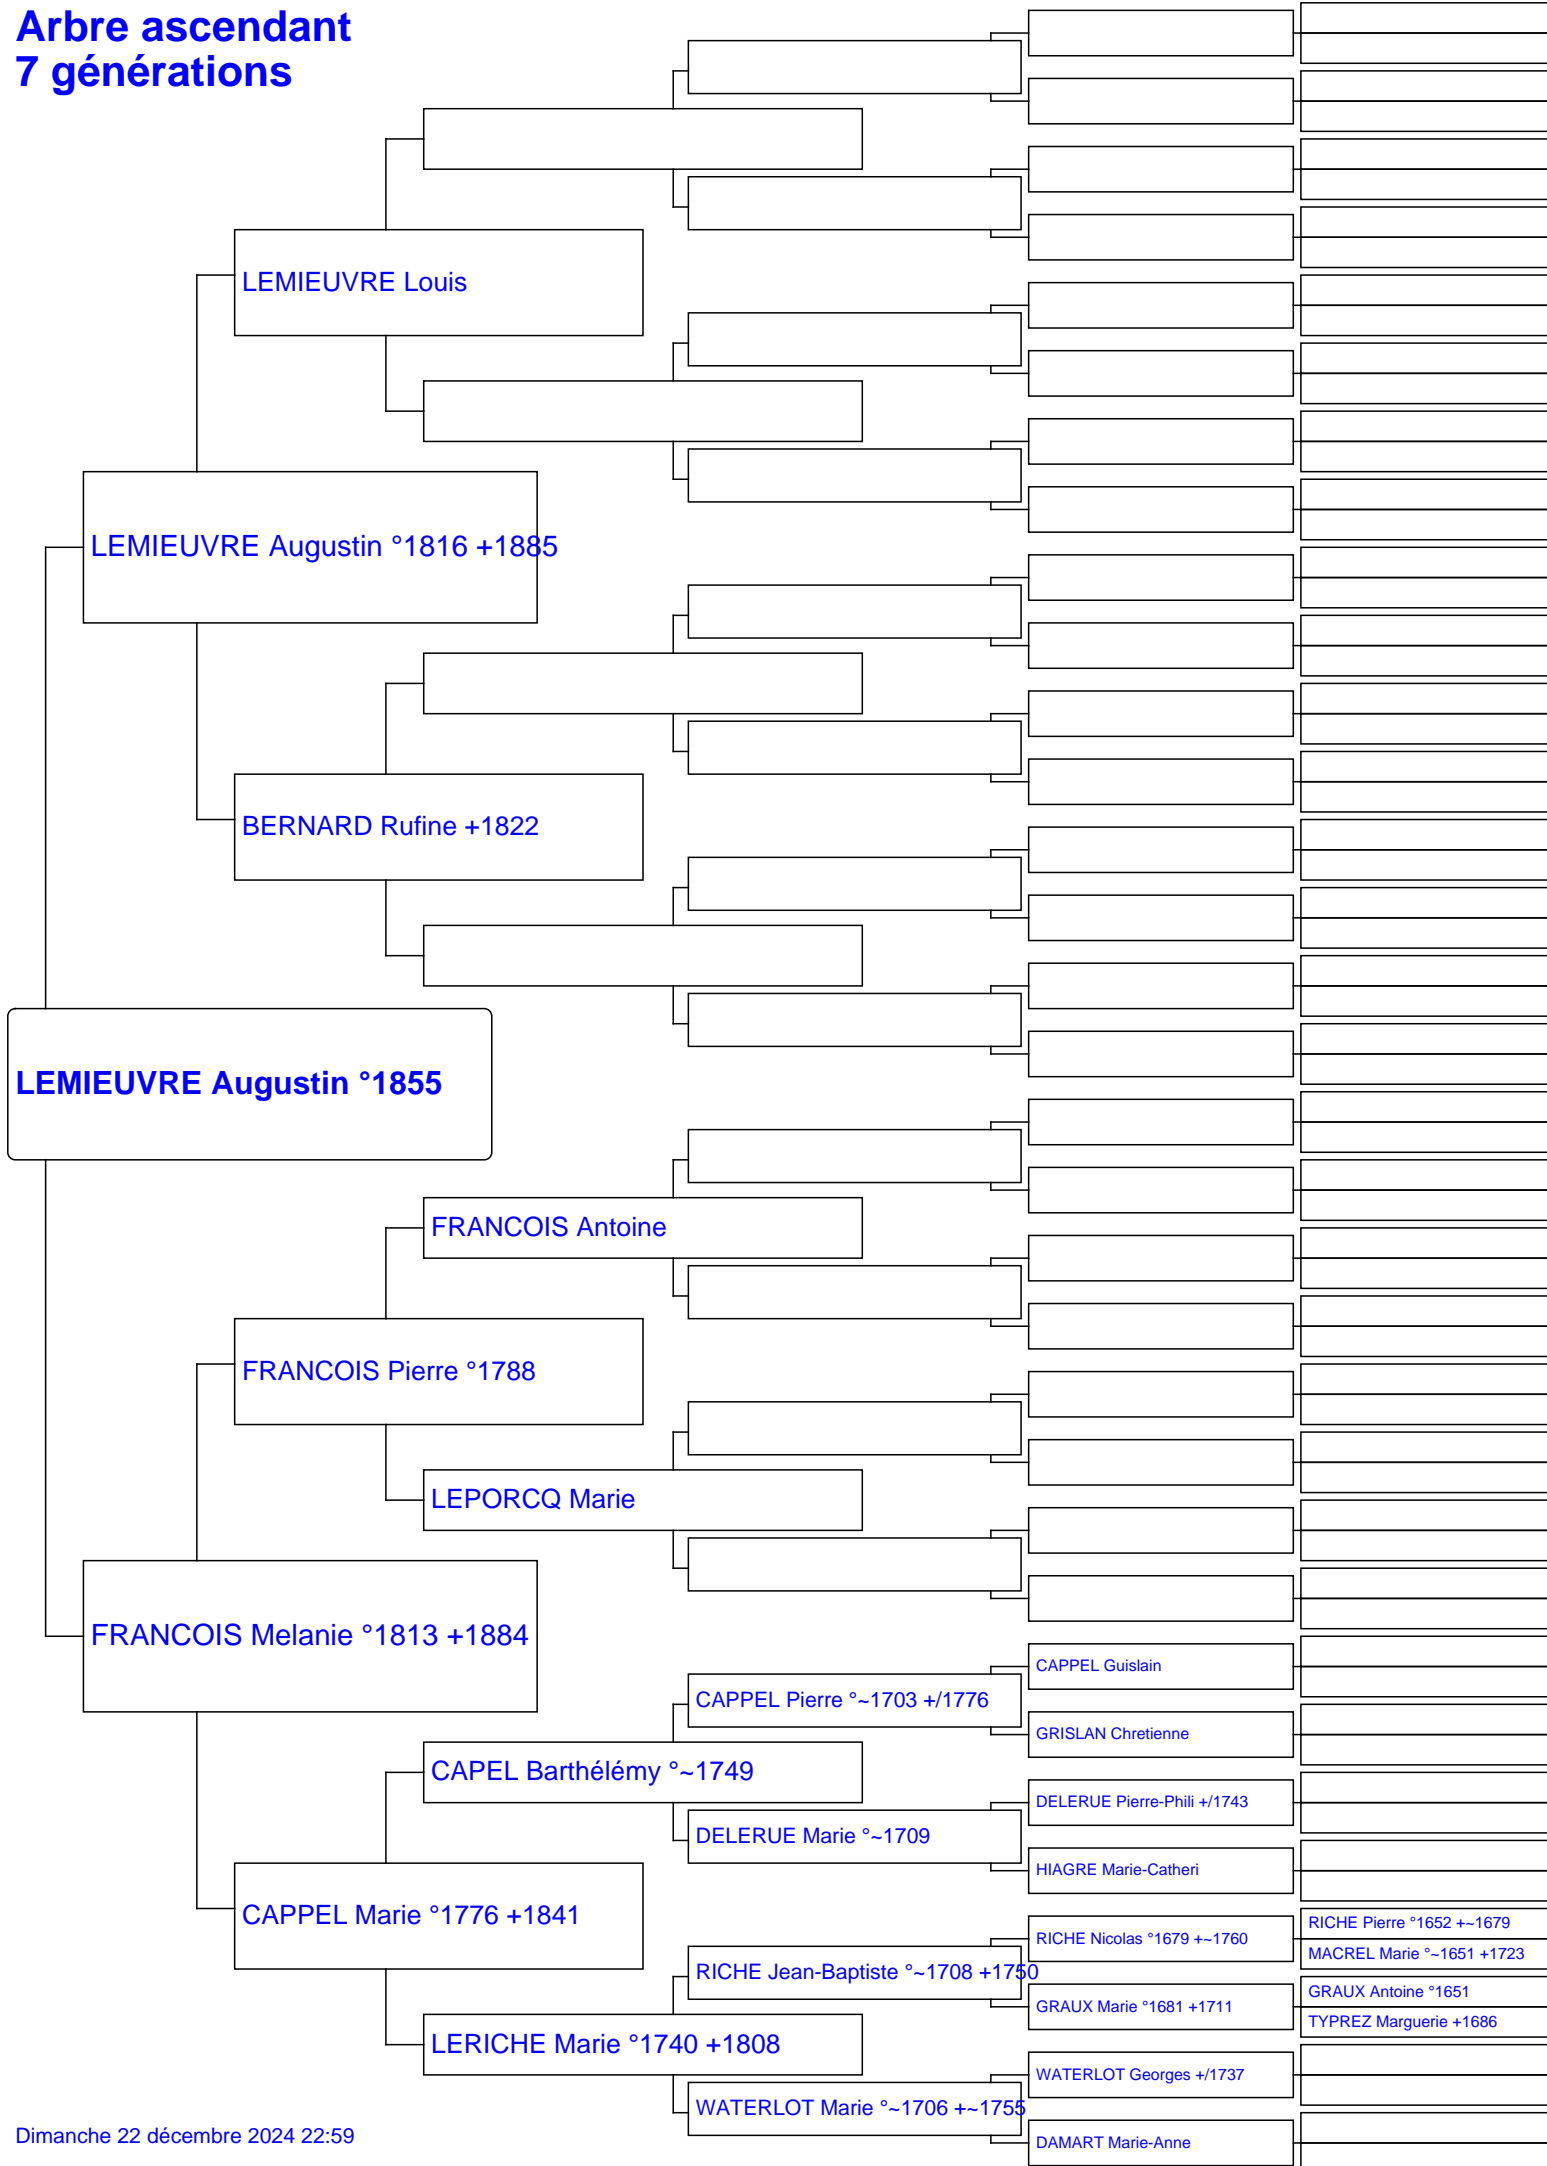 Arbre ascendant
7 générations
LEMIEUVRE Louis
LEMIEUVRE Augustin °1816 +1885
BERNARD Rufine +1822
LEMIEUVRE Augustin °1855
FRANCOIS Antoine
FRANCOIS Pierre °1788
LEPORCQ Marie
FRANCOIS Melanie °1813 +1884
CAPPEL Guislain
CAPPEL Pierre °~1703 +/1776
GRISLAN Chretienne
CAPEL Barthélémy °~1749
DELERUE Pierre-Phili +/1743
DELERUE Marie °~1709
HIAGRE Marie-Catheri
CAPPEL Marie °1776 +1841
RICHE Pierre °1652 +~1679
RICHE Nicolas °1679 +~1760
MACREL Marie °~1651 +1723
RICHE Jean-Baptiste °~1708 +1750
GRAUX Antoine °1651
GRAUX Marie °1681 +1711
TYPREZ Marguerie +1686
LERICHE Marie °1740 +1808
WATERLOT Georges +/1737
WATERLOT Marie °~1706 +~1755
DAMART Marie-Anne
Dimanche 22 décembre 2024 22:59